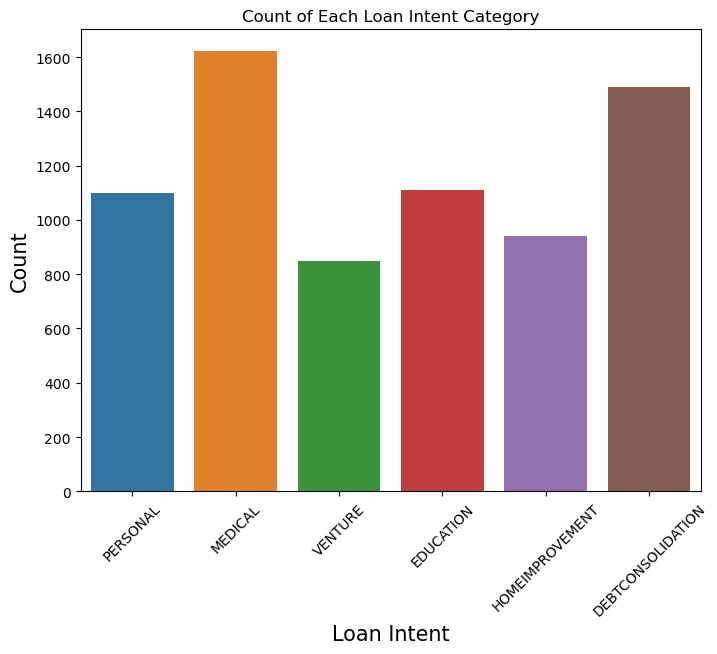 Count of Each Loan Intent Category
Count
1600
1400
1200
1000
800
600
400
200
0
PERSONAL
MEDICAL
VENTURE
EDUCATION
HOMEIMPROVEMENT
DEBTCONSOLIDATION
Loan Intent